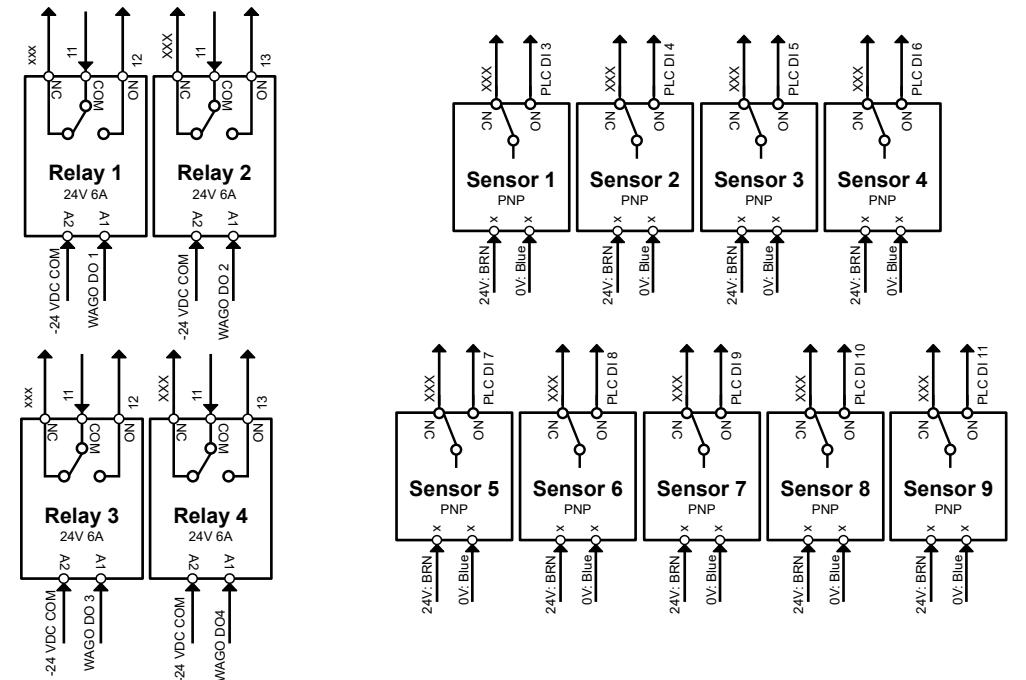 xxx 11 12
NC COM NO
Relay 1
24V 6A
A2 A1
-24 VDC COM WAGO DO 1
XXX 11 13
NC COM NO
Relay 2
24V 6A
A2 A1
-24 VDC COM WAGO DO 2
XXX PLC DI 3
NC NO
Sensor 1
PNP
x x
24V: BRN 0V: Blue
XXX PLC DI 4
NC NO
Sensor 2
PNP
x x
24V: BRN 0V: Blue
XXX PLC DI 5
NC NO
Sensor 3
PNP
x x
24V: BRN 0V: Blue
XXX PLC DI 6
NC NO
Sensor 4
PNP
x x
24V: BRN 0V: Blue
xxx 11 12
NC COM NO
Relay 3
24V 6A
A2 A1
-24 VDC COM WAGO DO 3
XXX 11 13
NC COM NO
Relay 4
24V 6A
A2 A1
-24 VDC COM WAGO DO4
XXX PLC DI 7
NC NO
Sensor 5
PNP
x x
24V: BRN 0V: Blue
XXX PLC DI 8
NC NO
Sensor 6
PNP
x x
24V: BRN 0V: Blue
XXX PLC DI 9
NC NO
Sensor 7
PNP
x x
24V: BRN 0V: Blue
XXX PLC DI 10
NC NO
Sensor 8
PNP
x x
24V: BRN 0V: Blue
XXX PLC DI 11
NC NO
Sensor 9
PNP
x x
24V: BRN 0V: Blue